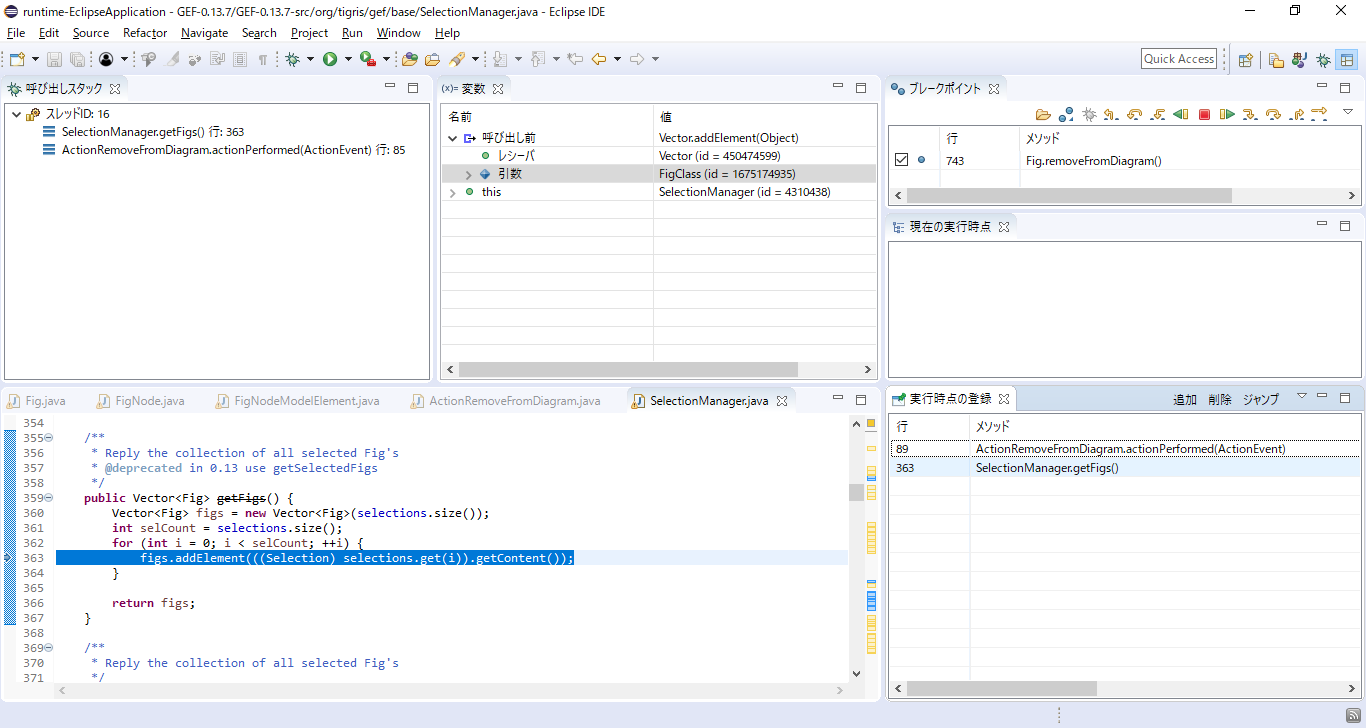 runtime-EclipseApplication - GEF-0.13.7/GEF-0.13.7-src/org/tigris/gef/base/SelectionManager.java - Eclipse IDE
File Edit Source Refactor Navigate Search Project Run Window Help
Quick Access
呼び出しスタック
スレッドID: 16
SelectionManager.getFigs() 行: 363
ActionRemoveFromDiagram.actionPerformed(ActionEvent) 行: 85
(x)= 変数
名前 値
呼び出し前 Vector.addElement(Object)
レシーバ Vector (id = 450474599)
引数 FigClass (id = 1675174935)
this SelectionManager (id = 4310438)
ブレークポイント
行 メソッド
743 Fig.removeFromDiagram()
現在の実行時点
Fig.java FigNode.java FigNodeModelElement.java ActionRemoveFromDiagram.java SelectionManager.java
354
355 /**
356 * Reply the collection of all selected Fig's
357 * @deprecated in 0.13 use getSelectedFigs
358 */
359 public Vector<Fig> getFigs() {
360 Vector<Fig> figs = new Vector<Fig>(selections.size());
361 int selCount = selections.size();
362 for (int i = 0; i < selCount; ++i) {
363 figs.addElement(((Selection) selections.get(i)).getContent());
364 }
365
366 return figs;
367 }
368
369 /**
370 * Reply the collection of all selected Fig's
371 */
実行時点の登録 追加 削除 ジャンプ
行 メソッド
89 ActionRemoveFromDiagram.actionPerformed(ActionEvent)
363 SelectionManager.getFigs()